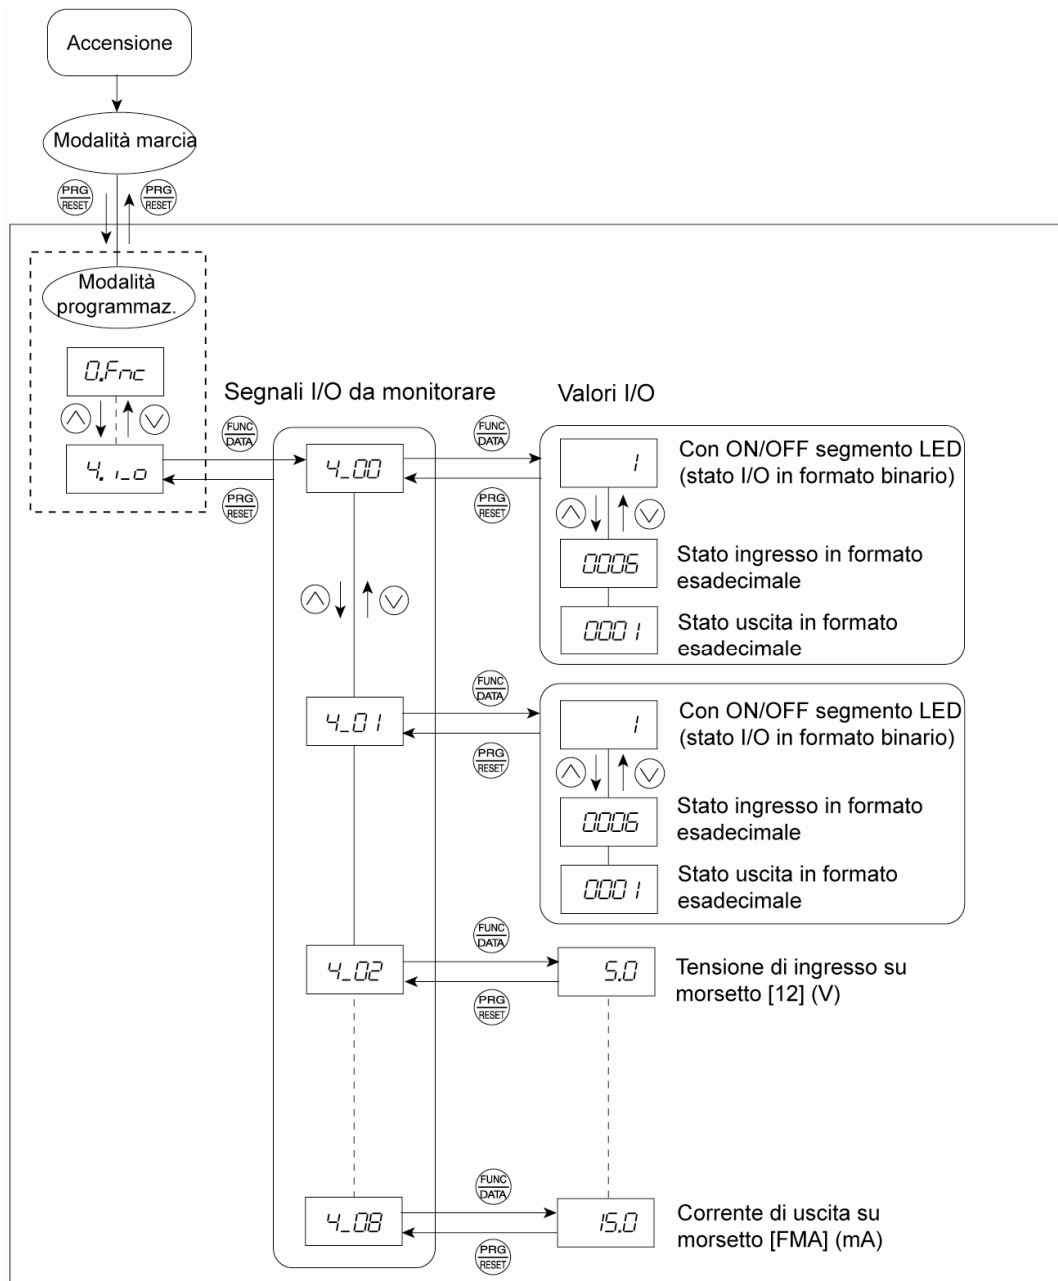 Accensione
Modalità marcia
PRG
RESET
PRG
RESET
Modalità
programmaz.
0.Fnc
4.i_o
Segnali I/O da monitorare
Valori I/O
FUNC
DATA
PRG
RESET
4_00
FUNC
DATA
PRG
RESET
1
Con ON/OFF segmento LED
(stato I/O in formato binario)
0006
Stato ingresso in formato
esadecimale
0001
Stato uscita in formato
esadecimale
4_01
FUNC
DATA
PRG
RESET
1
Con ON/OFF segmento LED
(stato I/O in formato binario)
0006
Stato ingresso in formato
esadecimale
0001
Stato uscita in formato
esadecimale
4_02
FUNC
DATA
PRG
RESET
5.0
Tensione di ingresso su
morsetto [12] (V)
4_08
FUNC
DATA
PRG
RESET
15.0
Corrente di uscita su
morsetto [FMA] (mA)